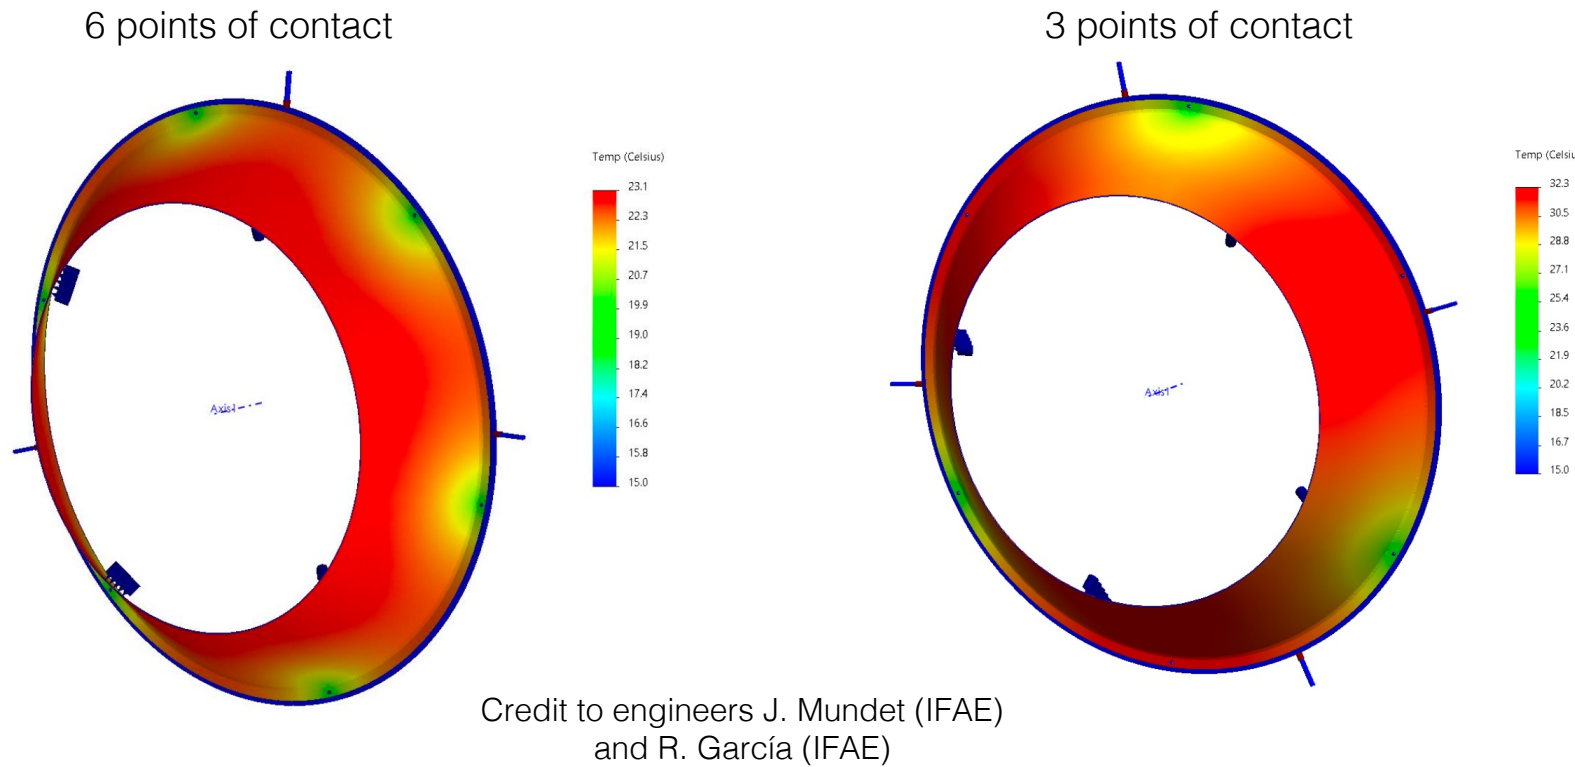 6 points of contact
3 points of contact
Temp (Celsius)
23.1
22.3
21.5
20.7
19.9
19.0
18.2
17.4
16.6
15.8
15.0
Axis1
Temp (Celsiu
32.3
30.5
28.8
27.1
25.4
23.6
21.9
20.2
18.5
16.7
15.0
Axis1
Credit to engineers J. Mundet (IFAE)
and R. García (IFAE)